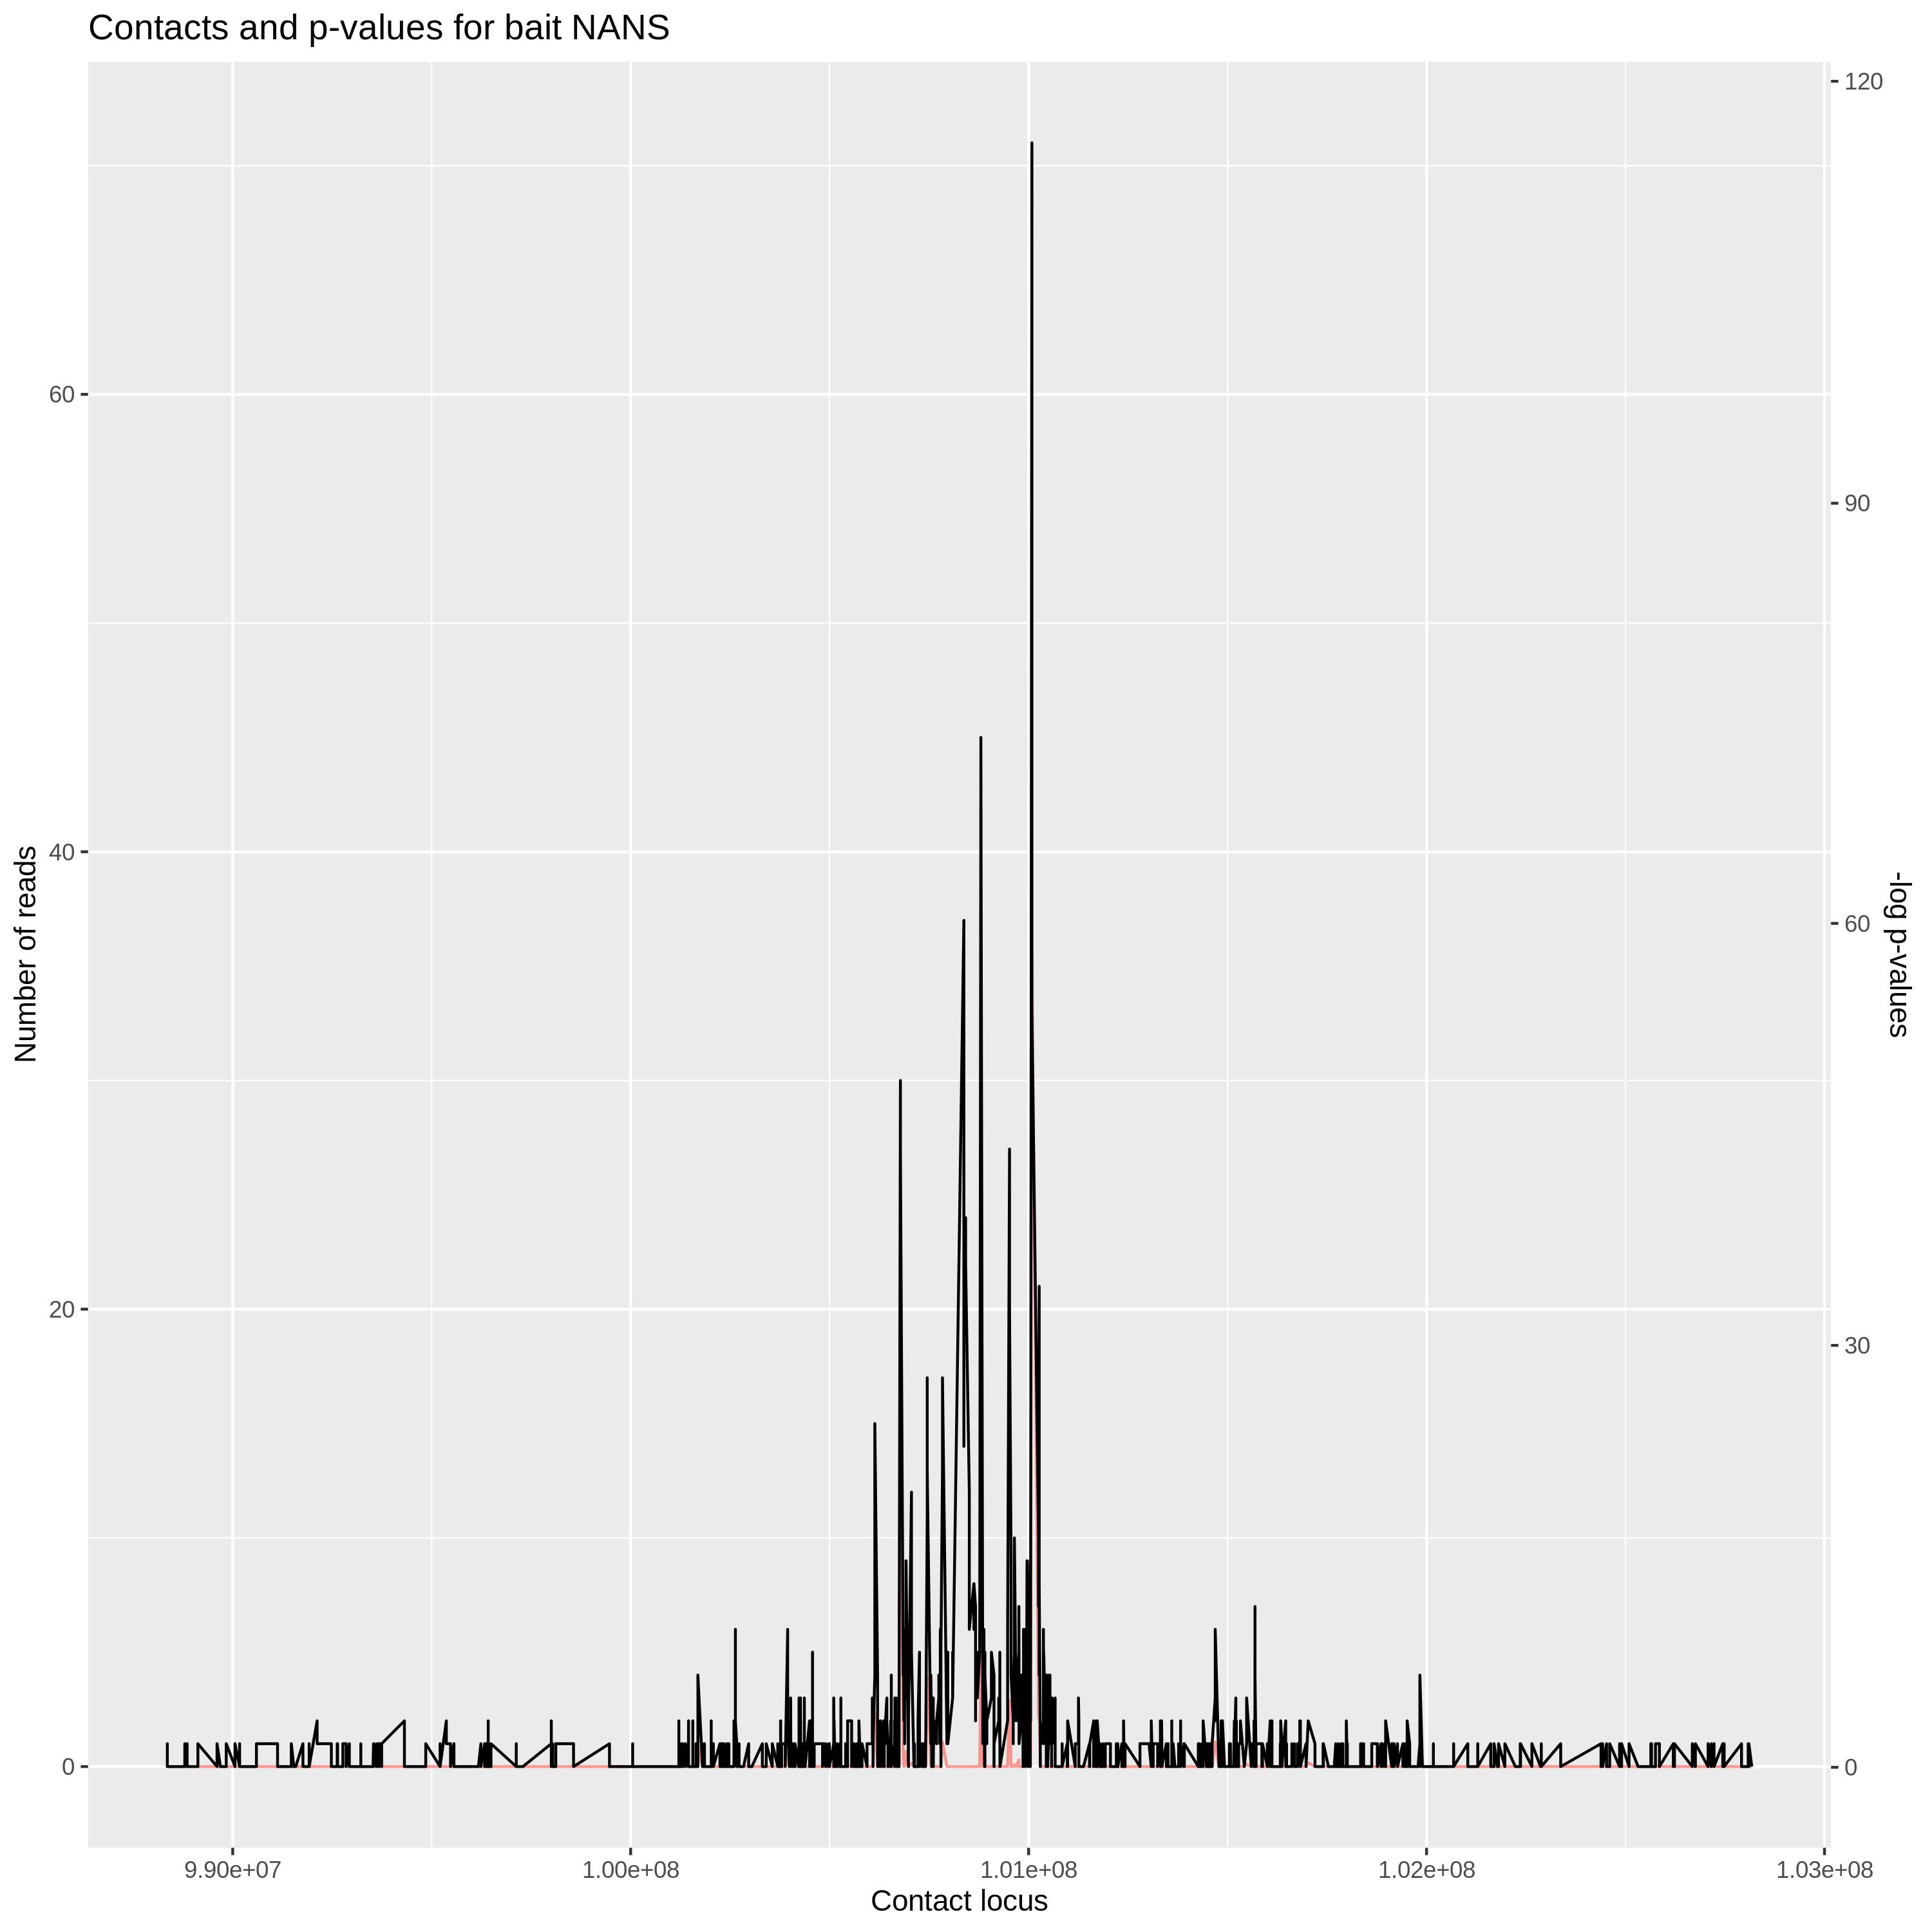 Contacts and p-values for bait NANS
120
90
60
30
0
-log p-values
60
40
20
0
Number of reads
9.90e+07
1.00e+08
1.01e+08
1.02e+08
1.03e+08
Contact locus